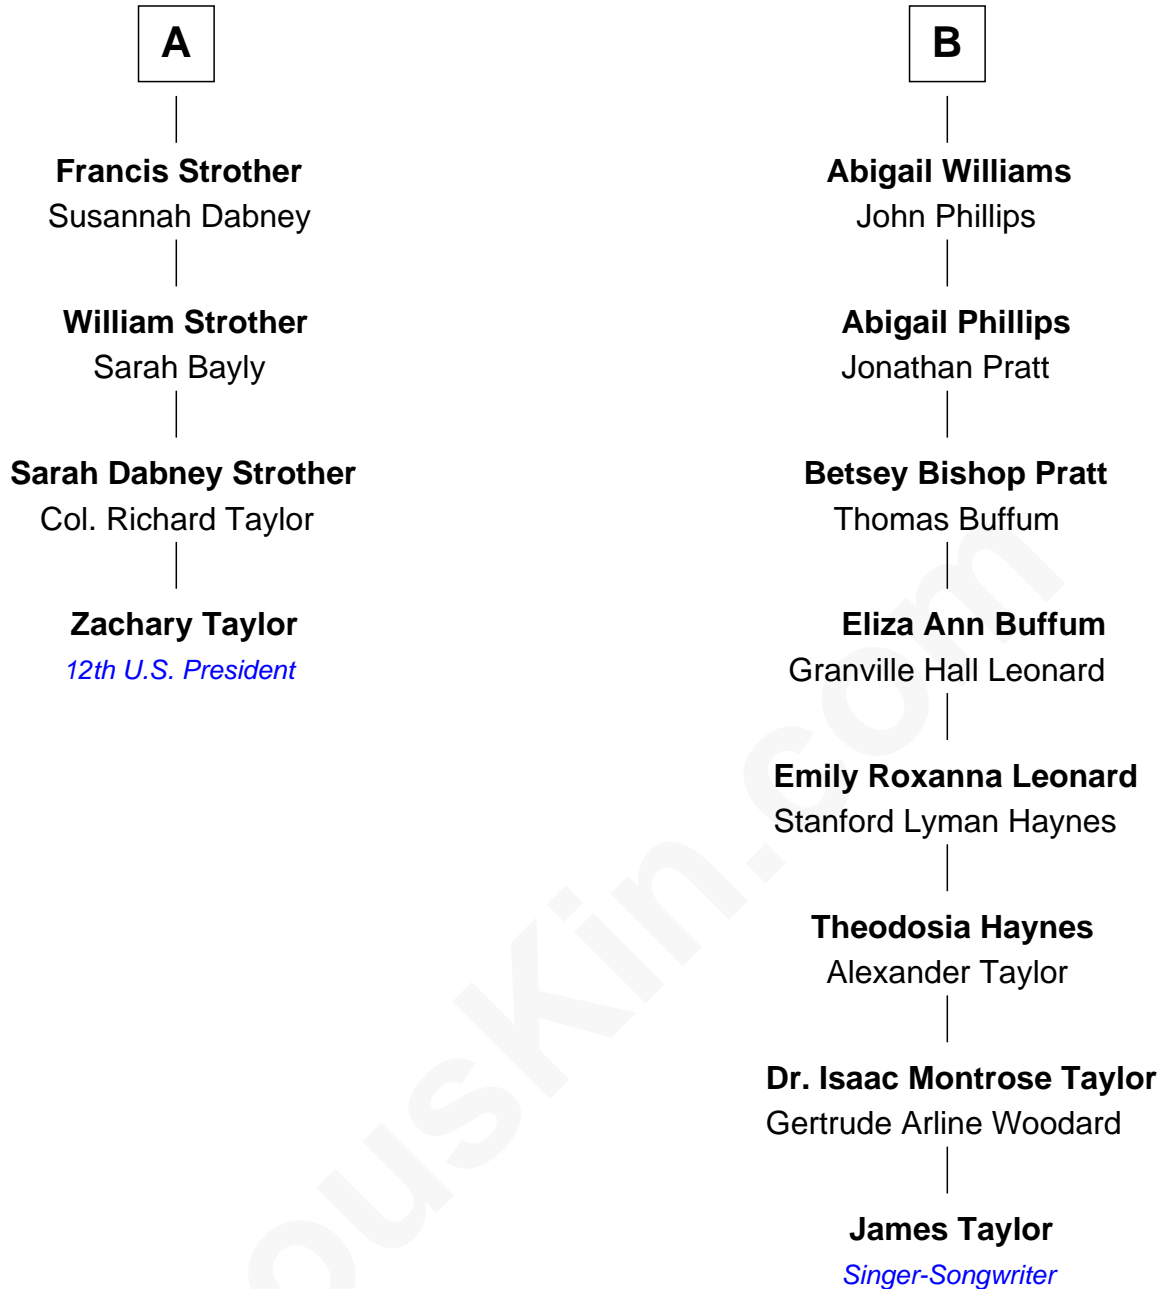 A
Francis Strother
Susannah Dabney
William Strother
Sarah Bayly
Sarah Dabney Strother
Col. Richard Taylor
Zachary Taylor
12th U.S. President
B
Abigail Williams
John Phillips
Abigail Phillips
Jonathan Pratt
Betsey Bishop Pratt
Thomas Buffum
Eliza Ann Buffum
Granville Hall Leonard
Emily Roxanna Leonard
Stanford Lyman Haynes
Theodosia Haynes
Alexander Taylor
Dr. Isaac Montrose Taylor
Gertrude Arline Woodard
James Taylor
Singer-Songwriter
ousKin.com